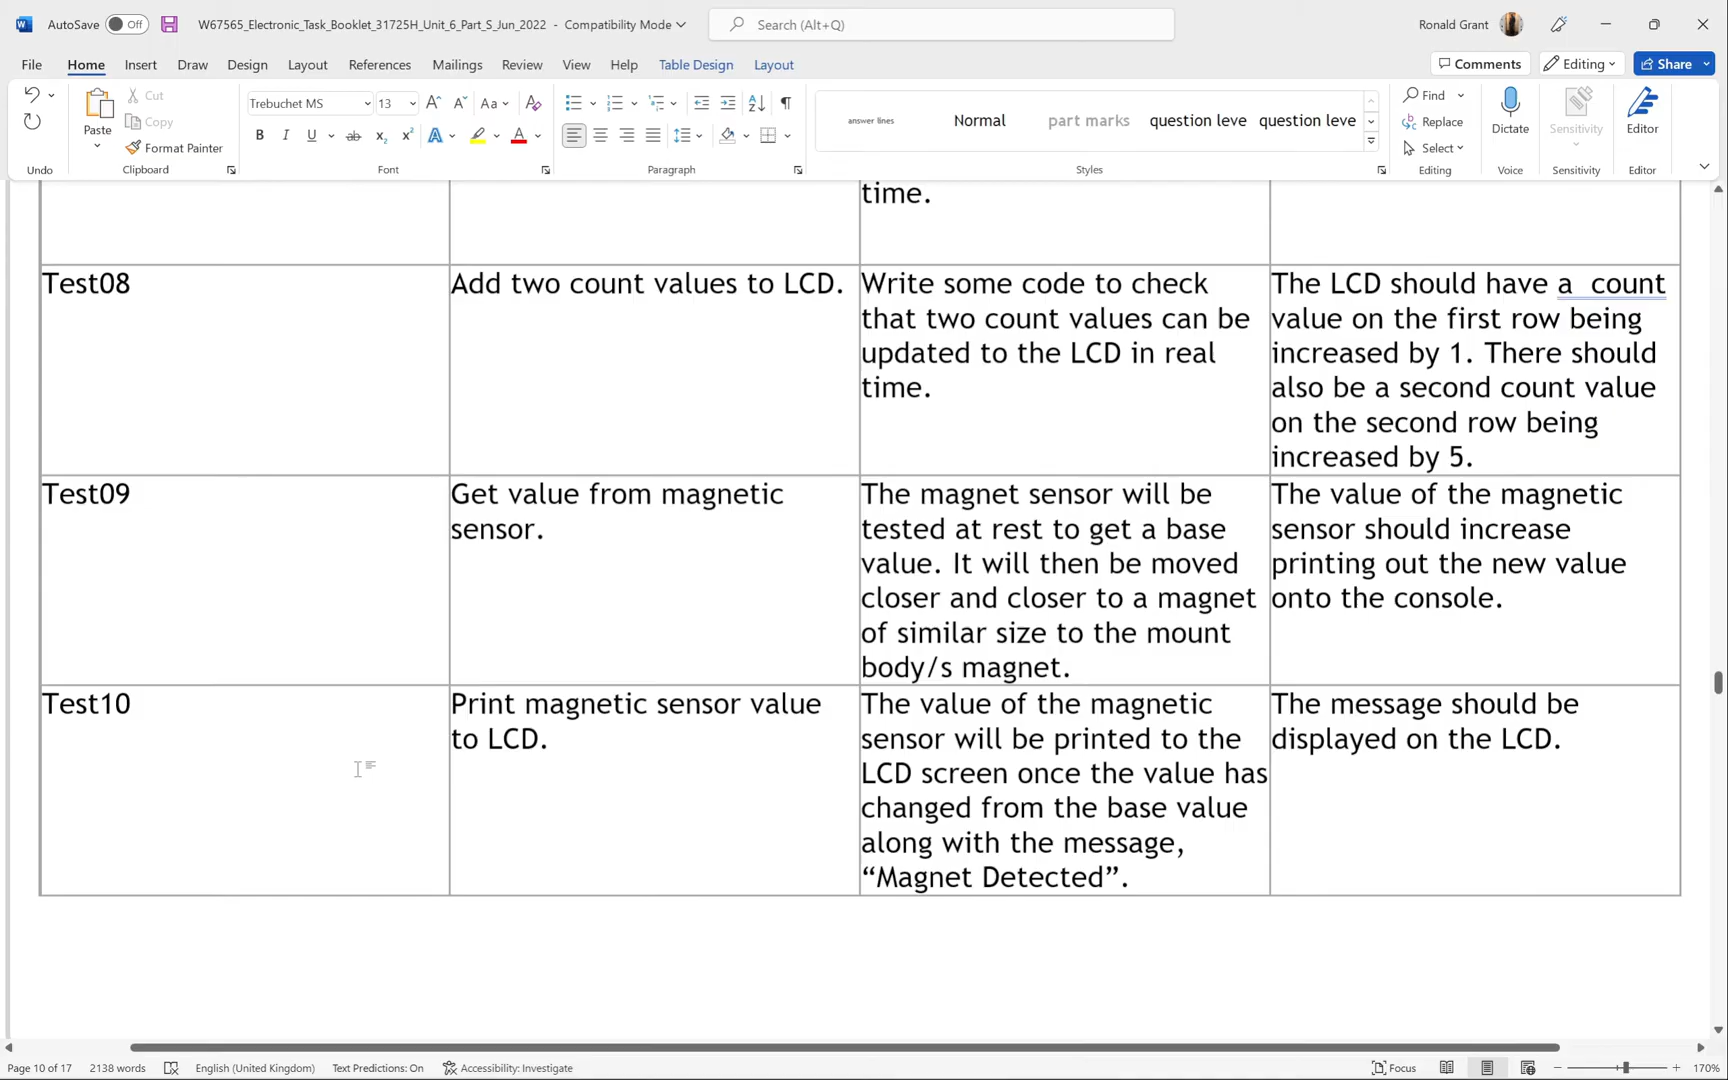 AutoSave Off W67565_Electronic_Task_Booklet_31725H_Unit_6_Part_S_Jun_2022 - Compatibility Mode Search (Alt+Q) Ronald Grant
File Home Insert Draw Design Layout References Mailings Review View Help Table Design Layout Comments Editing Share
Undo
Paste
Cut
Copy
Format Painter
Clipboard
Trebuchet MS 13
Font
Paragraph
answer lines Normal part marks question leve question leve
Styles
Find
Replace
Select
Editing
Dictate
Voice
Sensitivity
Sensitivity
Editor
Editor
time.
Test08
Add two count values to LCD.
Write some code to check
that two count values can be
updated to the LCD in real
time.
The LCD should have a  count
value on the first row being
increased by 1. There should
also be a second count value
on the second row being
increased by 5.
Test09
Get value from magnetic
sensor.
The magnet sensor will be
tested at rest to get a base
value. It will then be moved
closer and closer to a magnet
of similar size to the mount
body/s magnet.
The value of the magnetic
sensor should increase
printing out the new value
onto the console.
Test10
Print magnetic sensor value
to LCD.
The value of the magnetic
sensor will be printed to the
LCD screen once the value has
changed from the base value
along with the message,
“Magnet Detected”.
The message should be
displayed on the LCD.
Page 10 of 17 2138 words English (United Kingdom) Text Predictions: On Accessibility: Investigate Focus 170%